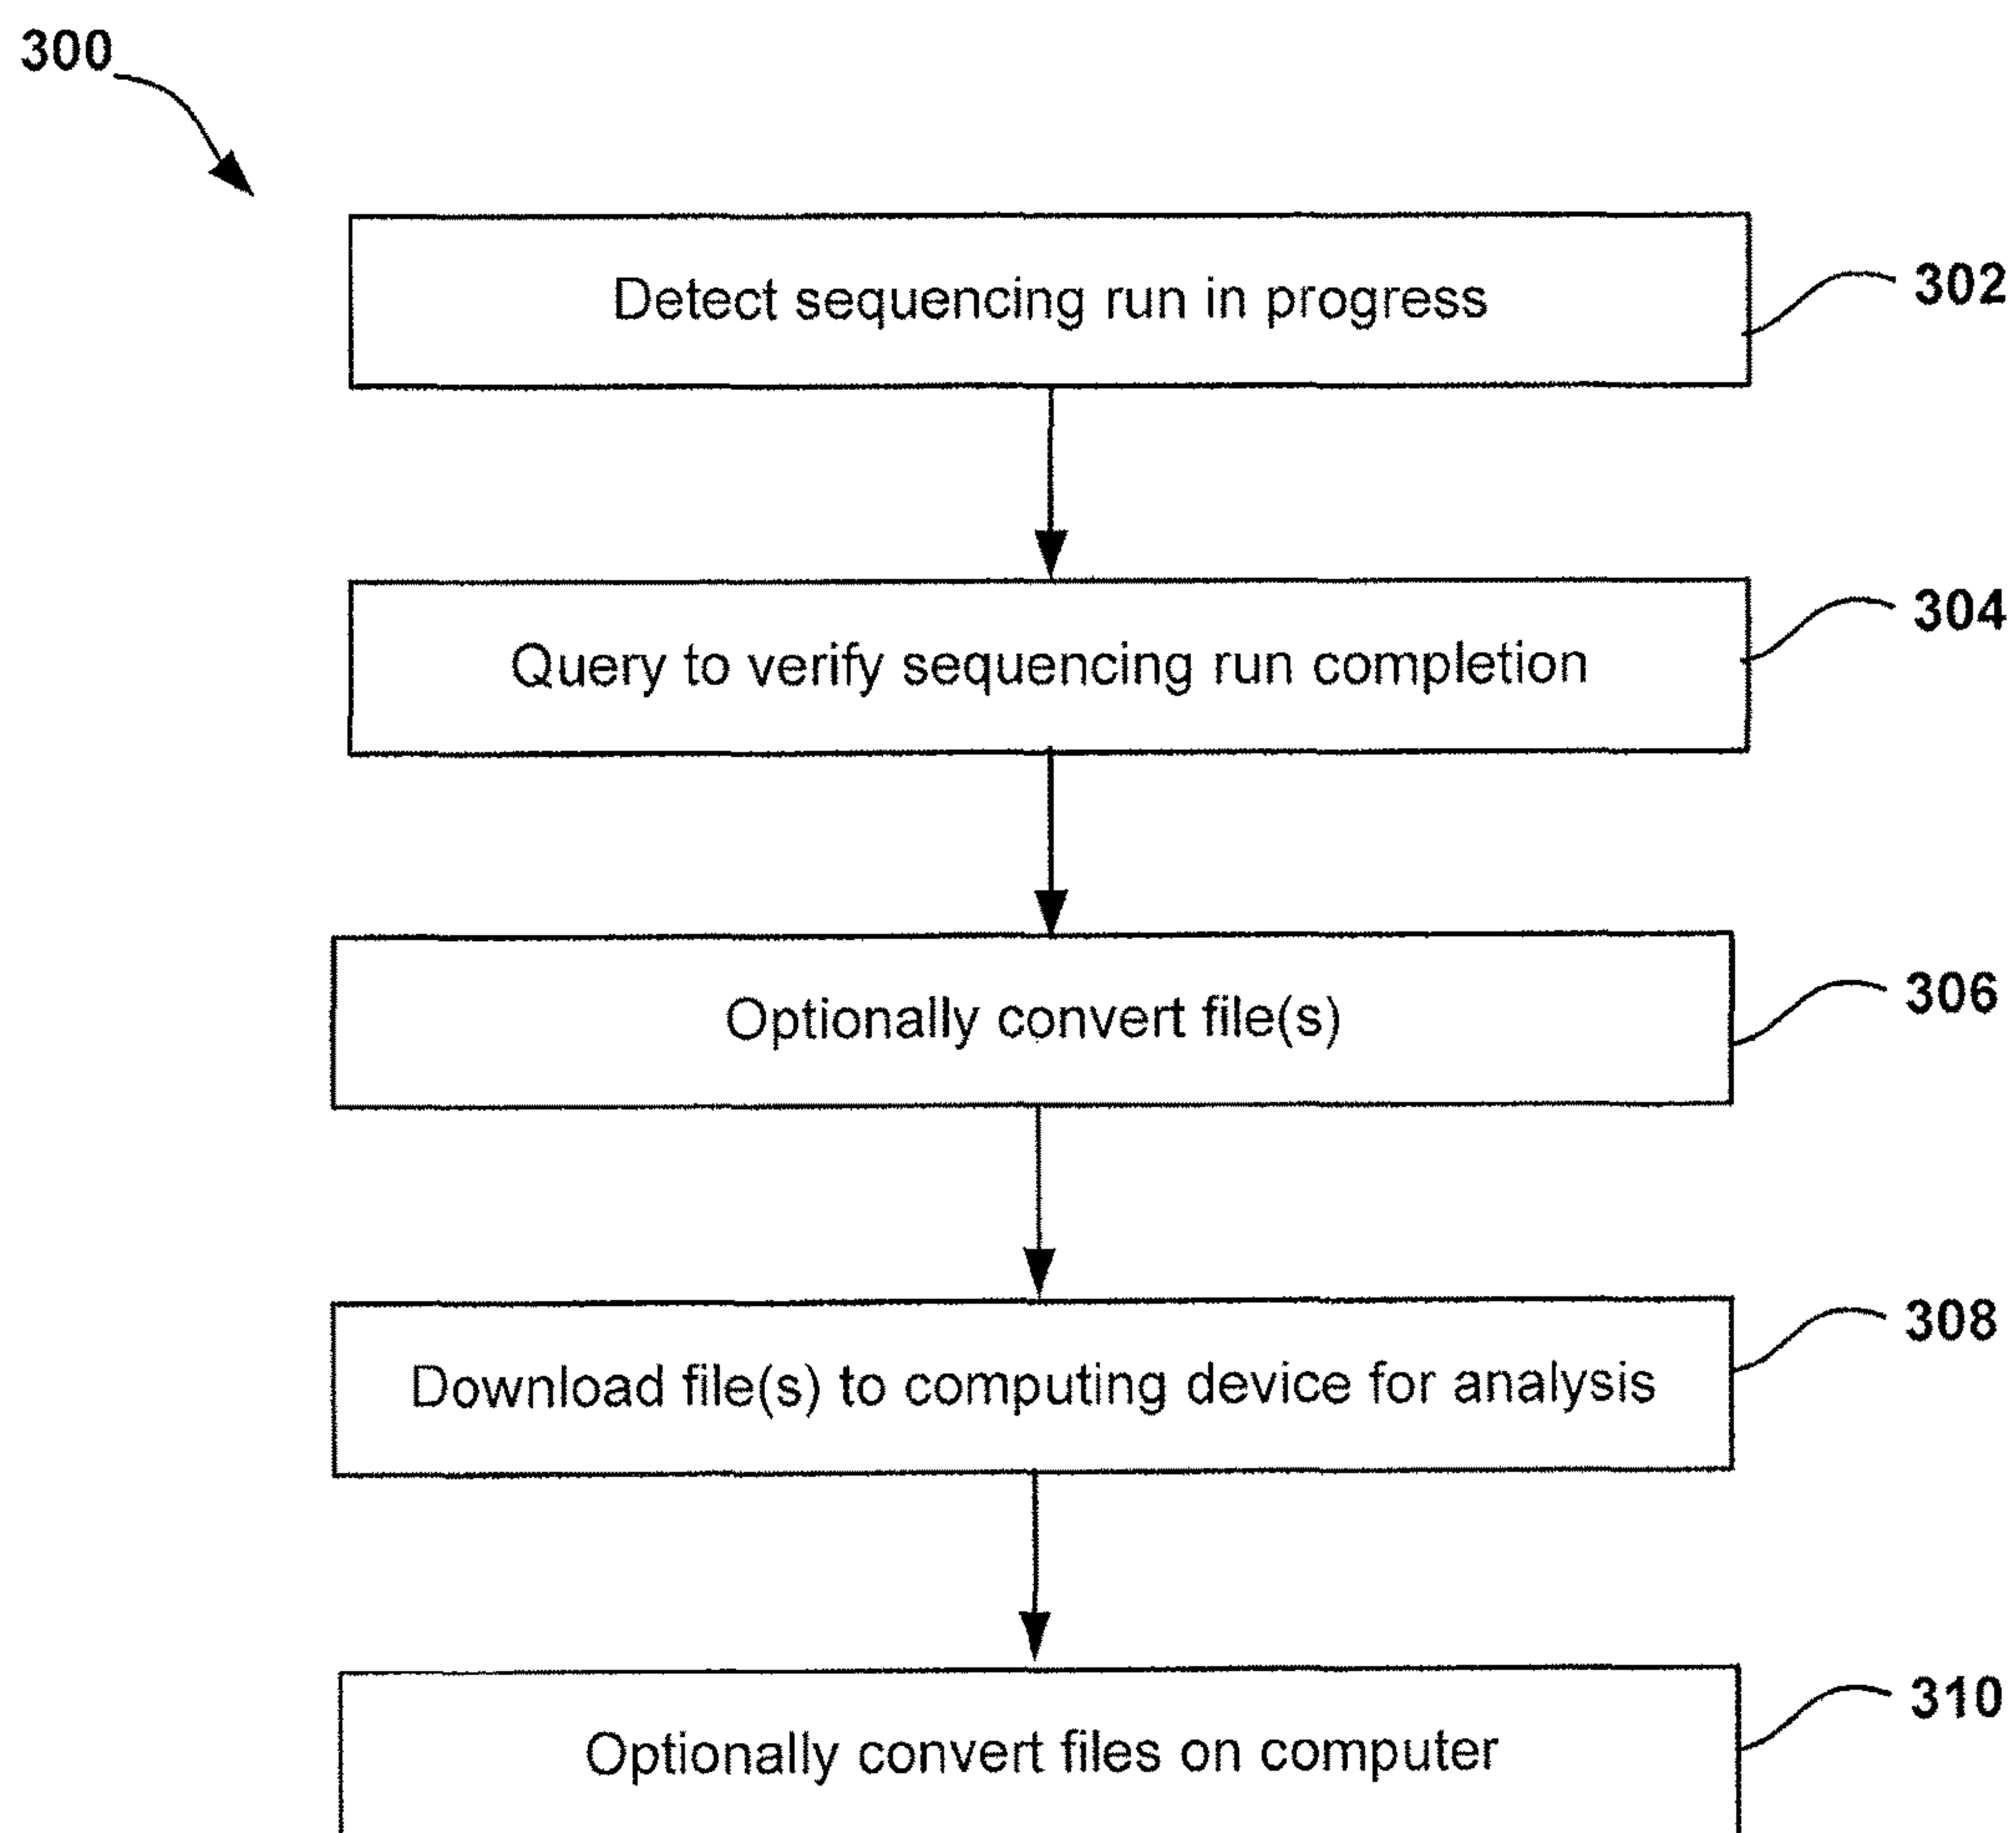 300
Detect sequencing run in progress
302
Query to verify sequencing run completion
304
Optionally convert file(s)
306
Download file(s) to computing device for analysis
308
Optionally convert files on computer
310